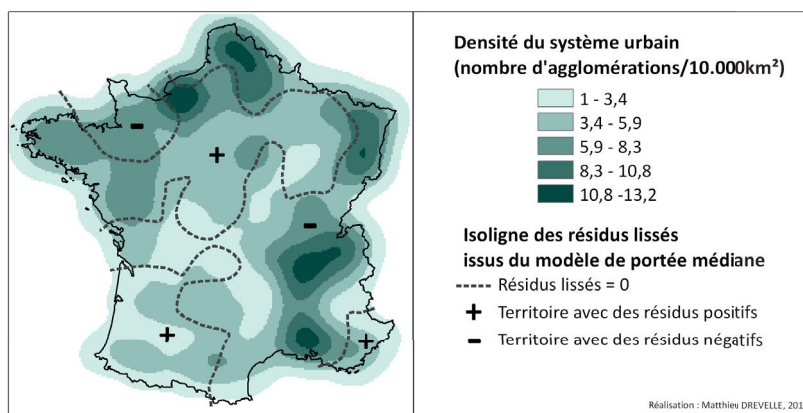 Densité du système urbain
(nombre d'agglomérations/10.000km²)
1 - 3,4
3,4 - 5,9
5,9 - 8,3
8,3 - 10,8
10,8 -13,2
Isoligne des résidus lissés
issus du modèle de portée médiane
Résidus lissés = 0
+ Territoire avec des résidus positifs
- Territoire avec des résidus négatifs
Réalisation : Matthieu DREVELLE, 201